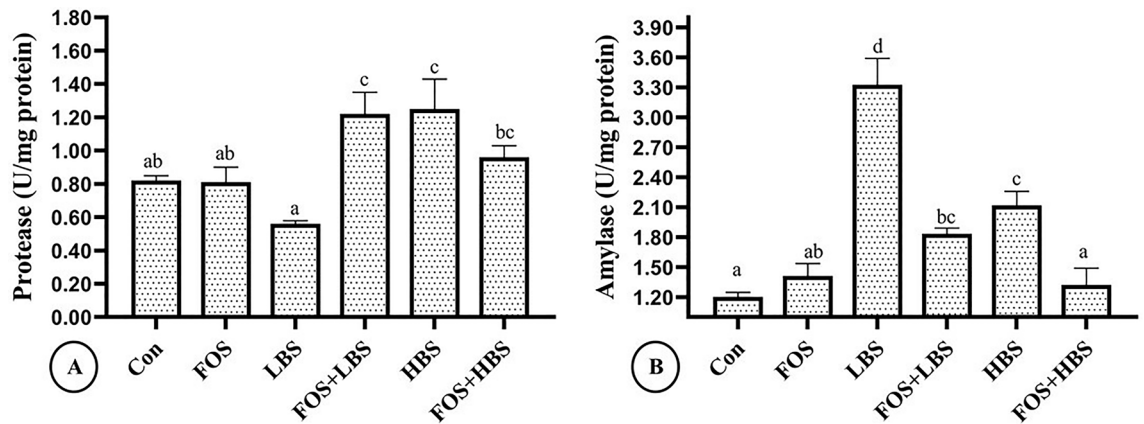 Protease (U/mg protein)
1.80
1.60
1.40
1.20
1.00
0.80
0.60
0.40
0.20
0.00
ab
ab
a
c
c
bc
Con
FOS
LBS
FOS+LBS
HBS
FOS+HBS
A
Amylase (U/mg protein)
3.90
3.60
3.30
3.00
2.70
2.40
2.10
1.80
1.50
1.20
a
ab
d
bc
c
a
Con
FOS
LBS
FOS+LBS
HBS
FOS+HBS
B